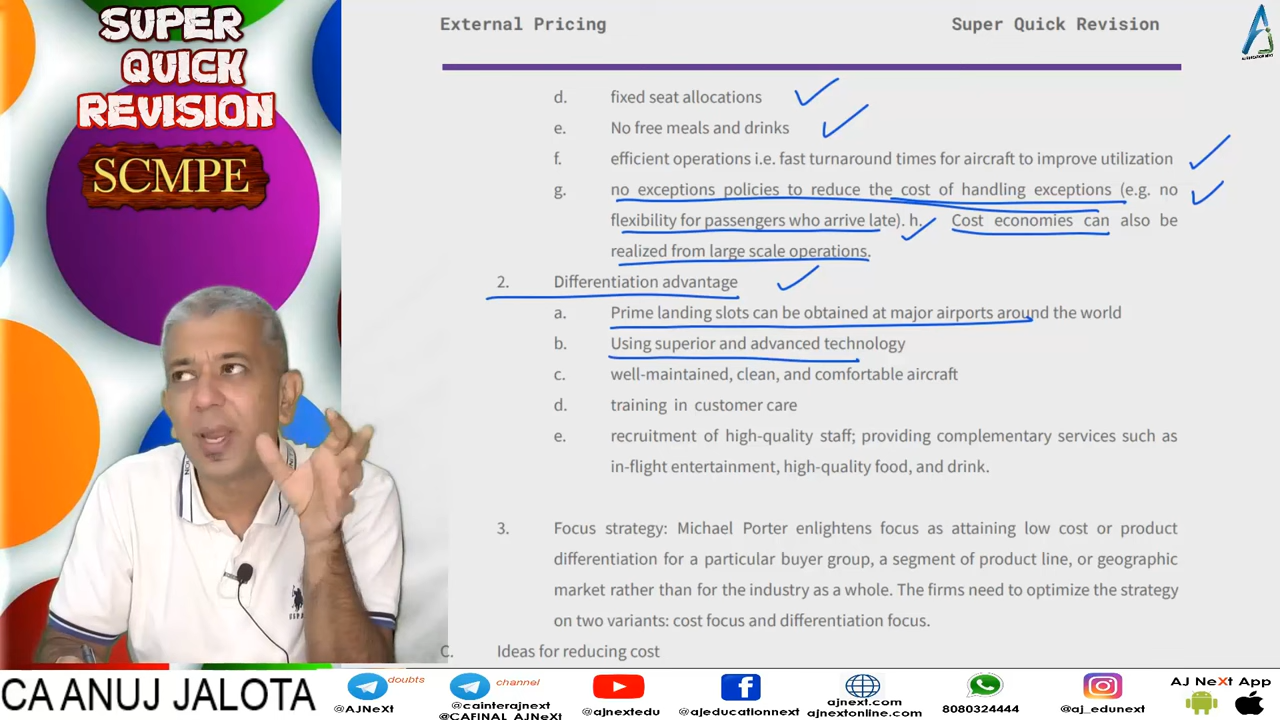 SUPER
QUICK
REVISION
SCMPE
External Pricing
Super Quick Revision
d. fixed seat allocations
e. No free meals and drinks
f. efficient operations i.e. fast turnaround times for aircraft to improve utilization
g. no exceptions policies to reduce the cost of handling exceptions (e.g. no
flexibility for passengers who arrive late). h. Cost economies can also be
realized from large scale operations.
2. Differentiation advantage
a. Prime landing slots can be obtained at major airports around the world
b. Using superior and advanced technology
c. well-maintained, clean, and comfortable aircraft
d. training in customer care
e. recruitment of high-quality staff; providing complementary services such as
in-flight entertainment, high-quality food, and drink.
3. Focus strategy: Michael Porter enlightens focus as attaining low cost or product
differentiation for a particular buyer group, a segment of product line, or geographic
market rather than for the industry as a whole. The firms need to optimize the strategy
on two variants: cost focus and differentiation focus.
C. Ideas for reducing cost
CA ANUJ JALOTA
doubts
@AJNeXt
channel
@cainterajnext
@CAFINAL_AJNeXt
@ajnextedu
@ajeducationnext
ajnext.com
ajnextonline.com
8080324444
@aj_edunext
AJ NeXt App